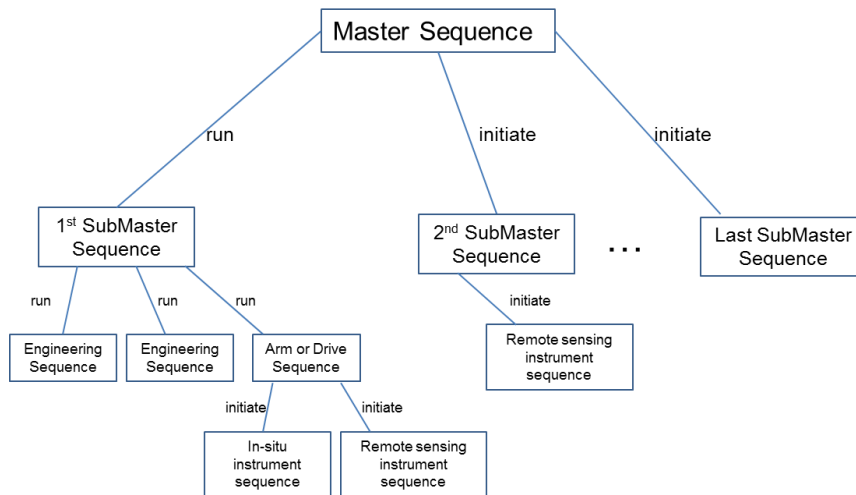 Master Sequence
run
initiate
initiate
1st SubMaster
Sequence
2nd SubMaster
Sequence
...
Last SubMaster
Sequence
run
run
run
initiate
Engineering
Sequence
Engineering
Sequence
Arm or Drive
Sequence
Remote sensing
instrument
sequence
initiate
initiate
In-situ
instrument
sequence
Remote sensing
instrument
sequence